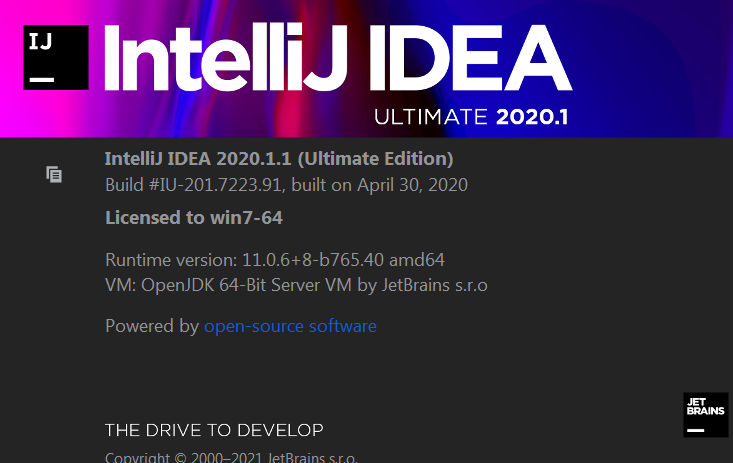 IJ
IntelliJ IDEA
ULTIMATE 2020.1
IntelliJ IDEA 2020.1.1 (Ultimate Edition)
Build #IU-201.7223.91, built on April 30, 2020
Licensed to win7-64
Runtime version: 11.0.6+8-b765.40 amd64
VM: OpenJDK 64-Bit Server VM by JetBrains s.r.o
Powered by open-source software
JET
BRAINS
THE DRIVE TO DEVELOP
Copyright © 2000–2021 JetBrains s.r.o.